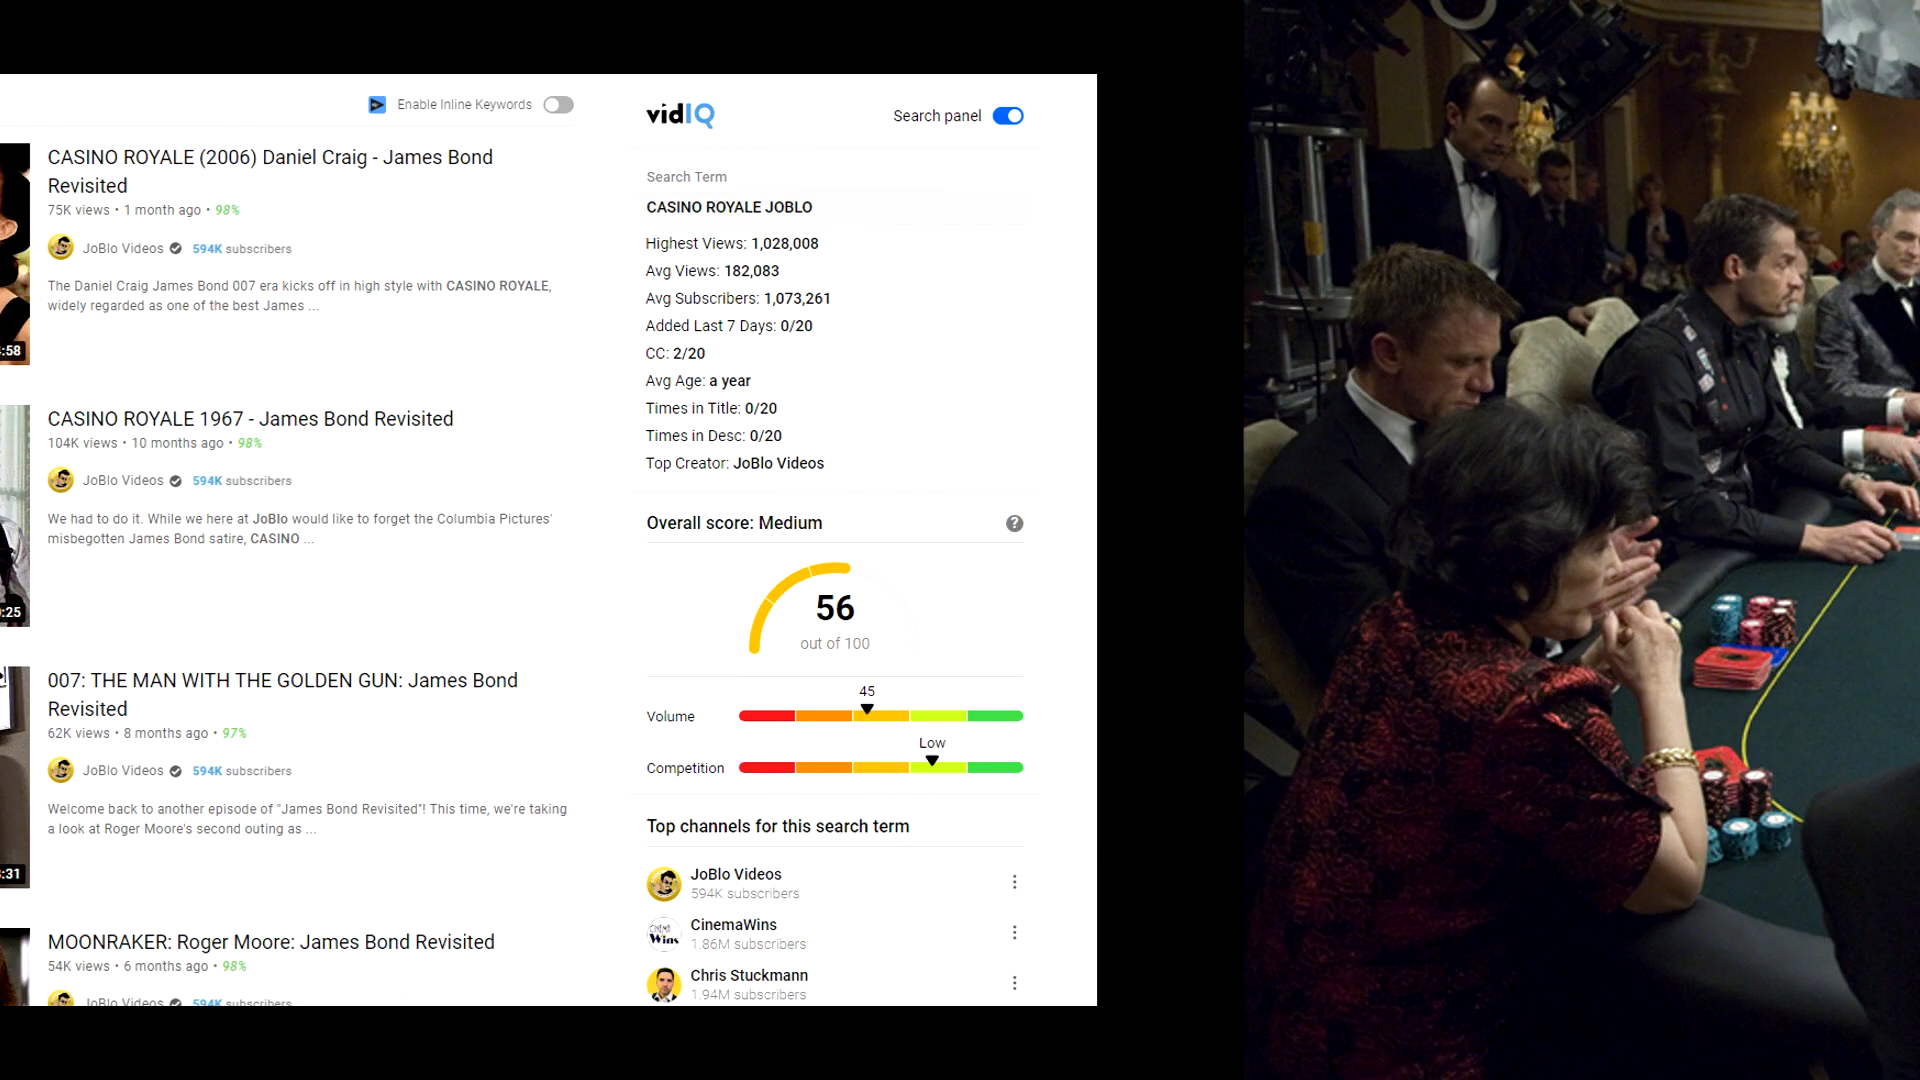 Enable Inline Keywords
CASINO ROYALE (2006) Daniel Craig - James Bond
Revisited
75K views • 1 month ago • 98%
JoBlo Videos 594K subscribers
The Daniel Craig James Bond 007 era kicks off in high style with CASINO ROYALE,
widely regarded as one of the best James ...
:58
CASINO ROYALE 1967 - James Bond Revisited
104K views • 10 months ago • 98%
JoBlo Videos 594K subscribers
We had to do it. While we here at JoBlo would like to forget the Columbia Pictures'
misbegotten James Bond satire, CASINO ...
:25
007: THE MAN WITH THE GOLDEN GUN: James Bond
Revisited
62K views • 8 months ago • 97%
JoBlo Videos 594K subscribers
Welcome back to another episode of "James Bond Revisited"! This time, we're taking
a look at Roger Moore's second outing as ...
:31
MOONRAKER: Roger Moore: James Bond Revisited
54K views • 6 months ago • 98%
JoBlo Videos 594K subscribers
vidIQ
Search panel
Search Term
CASINO ROYALE JOBLO
Highest Views: 1,028,008
Avg Views: 182,083
Avg Subscribers: 1,073,261
Added Last 7 Days: 0/20
CC: 2/20
Avg Age: a year
Times in Title: 0/20
Times in Desc: 0/20
Top Creator: JoBlo Videos
Overall score: Medium
?
56
out of 100
45
Volume
Low
Competition
Top channels for this search term
JoBlo Videos
594K subscribers
CINEMA
Wins
CinemaWins
1.86M subscribers
Chris Stuckmann
1.94M subscribers